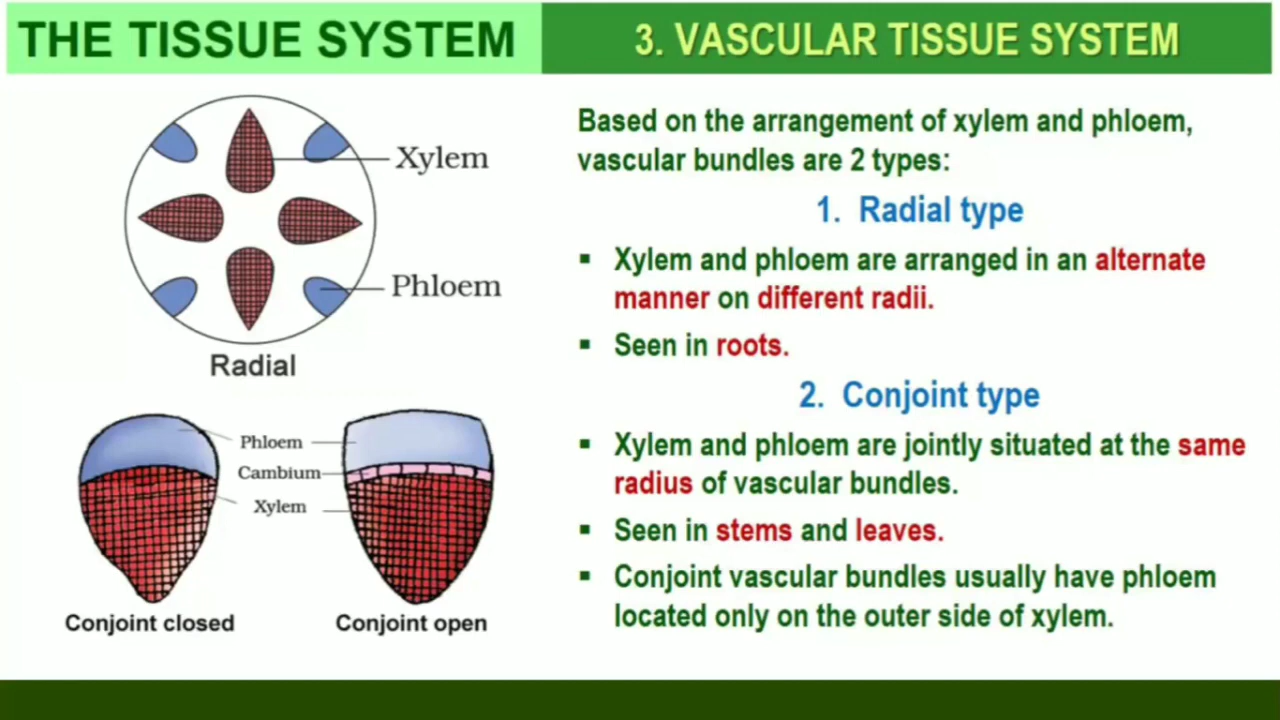 THE TISSUE SYSTEM
3. VASCULAR TISSUE SYSTEM
Xylem
Phloem
Radial
Phloem
Cambium
Xylem
Conjoint closed
Conjoint open
Based on the arrangement of xylem and phloem,
vascular bundles are 2 types:
1. Radial type
▪ Xylem and phloem are arranged in an alternate
manner on different radii.
▪ Seen in roots.
2. Conjoint type
▪ Xylem and phloem are jointly situated at the same
radius of vascular bundles.
▪ Seen in stems and leaves.
▪ Conjoint vascular bundles usually have phloem
located only on the outer side of xylem.